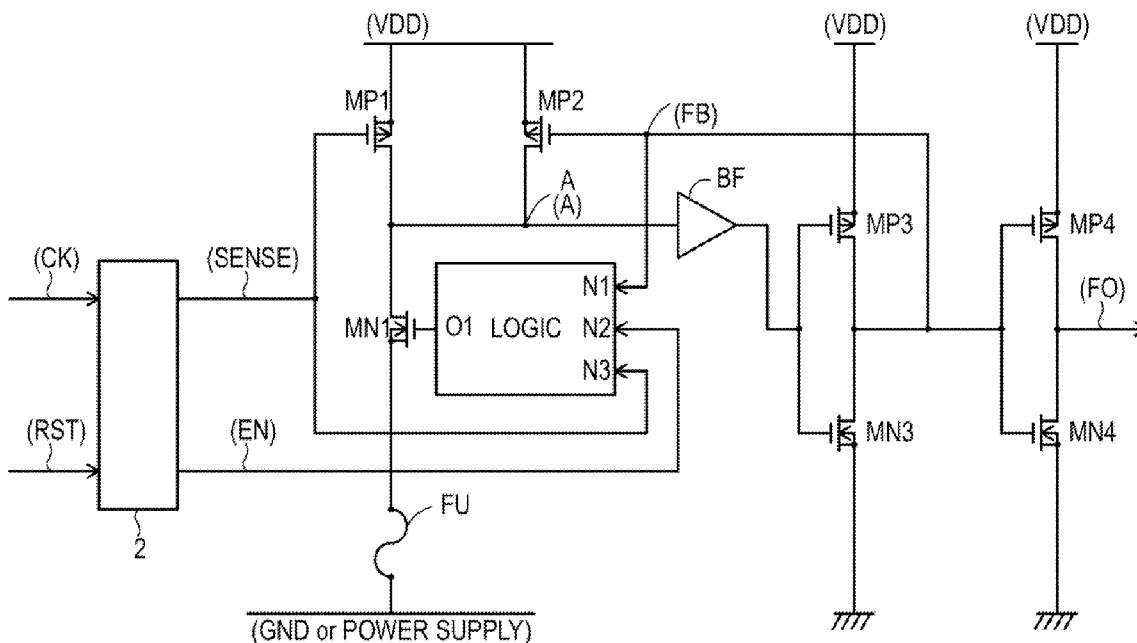 (VDD)
(VDD)
(VDD)
MP1
MP2
(FB)
A
(A)
BF
MP3
MP4
(CK)
(SENSE)
N1
(FO)
MN1
O1
LOGIC
N2
N3
(RST)
(EN)
MN3
MN4
FU
2
(GND or POWER SUPPLY)